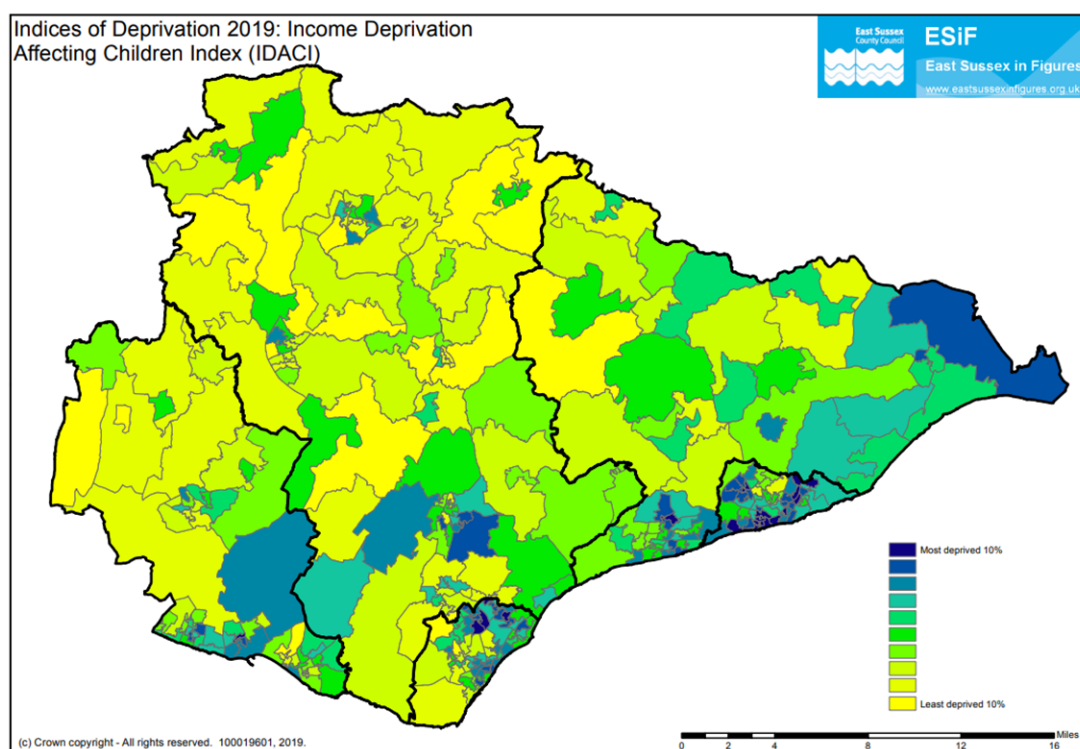 Indices of Deprivation 2019: Income Deprivation
Affecting Children Index (IDACI)
East Sussex
County Council
ESiF
East Sussex in Figures
www.eastsussexinfigures.org.uk
Most deprived 10%
Least deprived 10%
(c) Crown copyright - All rights reserved. 100019601, 2019.
Miles
0 2 4 8 12 16